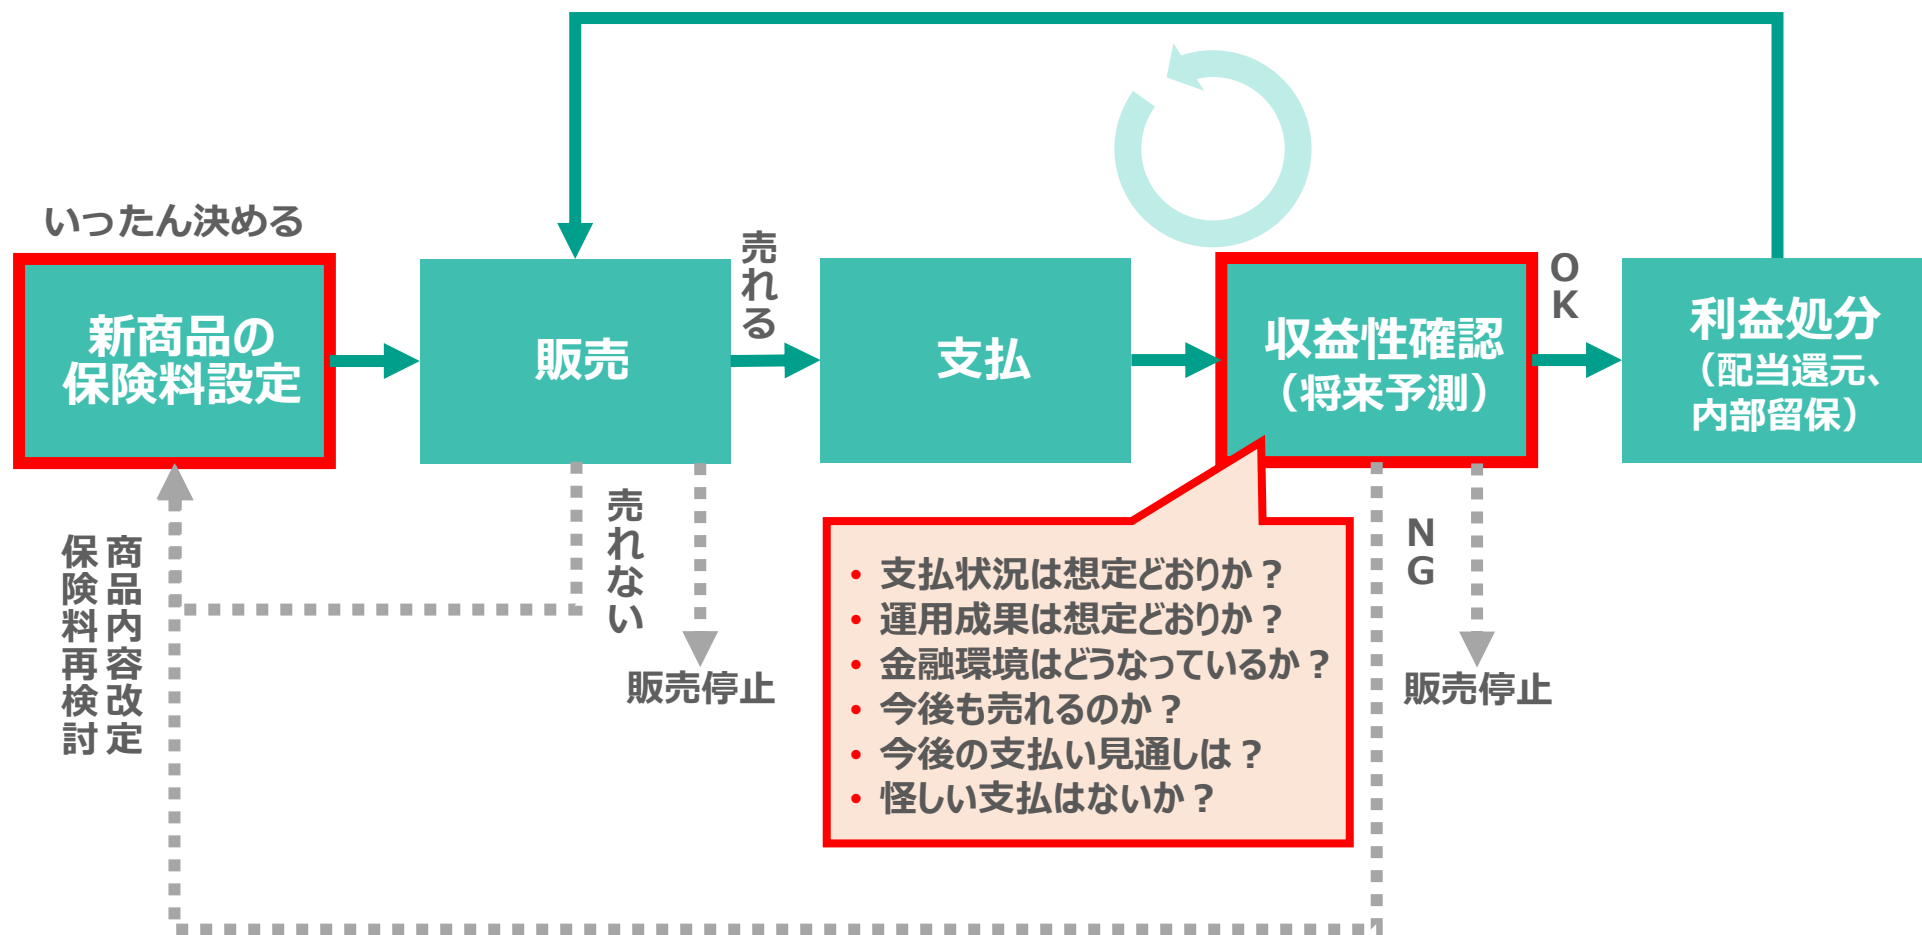 いったん決める
新商品の
保険料設定
販売
売れる
支払
収益性確認
（将来予測）
OK
利益処分
（配当還元、
内部留保）
商品内容改定
保険料再検討
売れない
販売停止
・支払状況は想定どおりか？
・運用成果は想定どおりか？
・金融環境はどうなっているか？
・今後も売れるのか？
・今後の支払い見通しは？
・怪しい支払はないか？
NG
販売停止